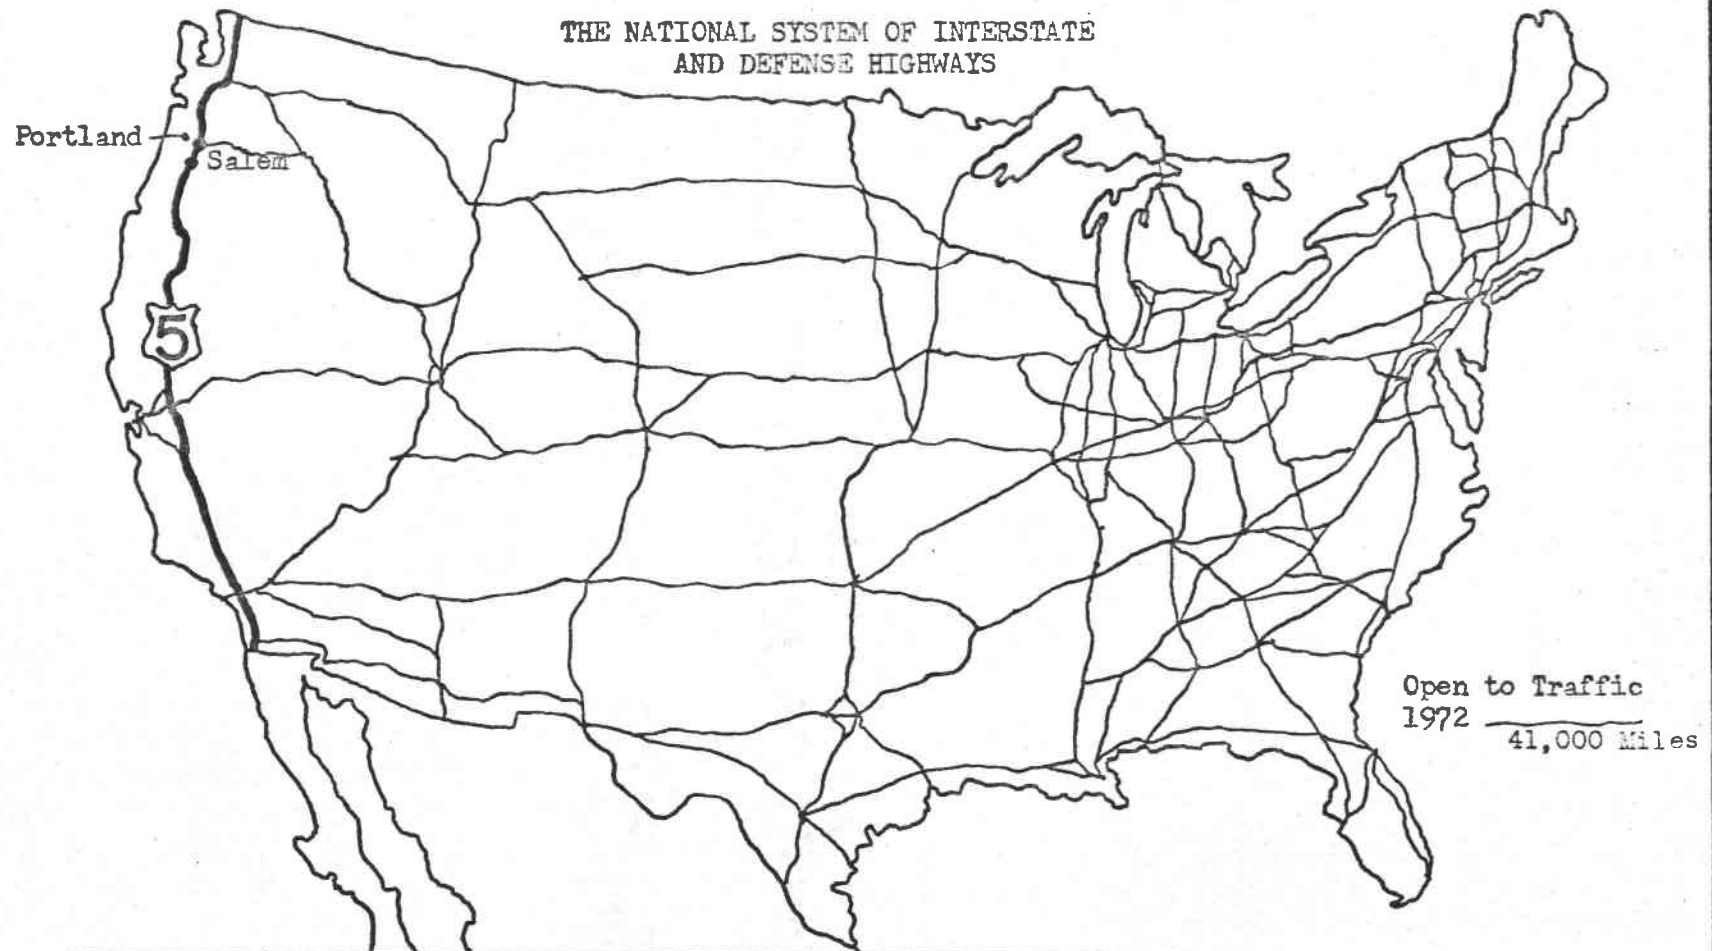 THE NATIONAL SYSTEM OF INTERSTATE
AND DEFENSE HIGHWAYS
Portland
Salem
5
Open to Traffic
1972
41,000 Miles